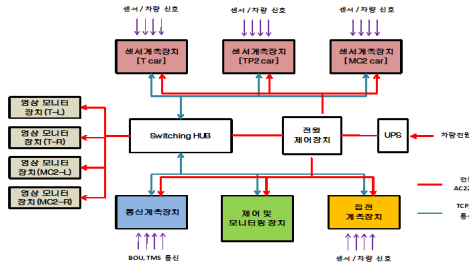 센서/차량 신호
센서/차량 신호
센서/차량 신호
센서계측장치
[T car]
센서계측장치
[TP2 car]
센서계측장치
[MC2 car]
영상 모니터
장치(T-L)
영상 모니터
장치(T-R)
영상 모니터
장치(MC2-L)
영상 모니터
장치(MC2-R)
Switching HUB
전원
제어장치
UPS
차량전원
통신계측장치
제어 및
모니터링 장치
집전
계측장치
BOU, TMS 통신
센서/차량 신호
AC22
TCP
통신